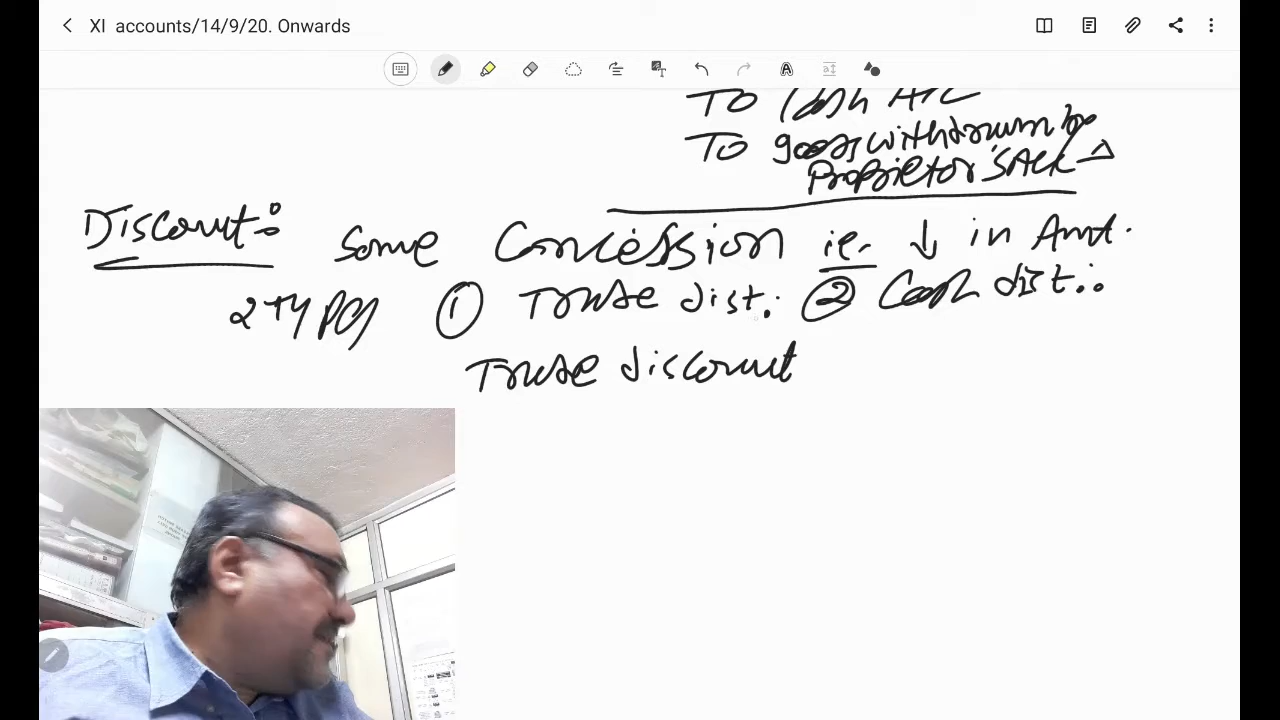 XI accounts/14/9/20. Onwards
To Cash A/C
To goods withdrawn by
Proprietor's A/c
Discount:
Some Concession ie. ↓ in Amt.
2 types ① Trade dist. ② Cash dist..
Trade discount